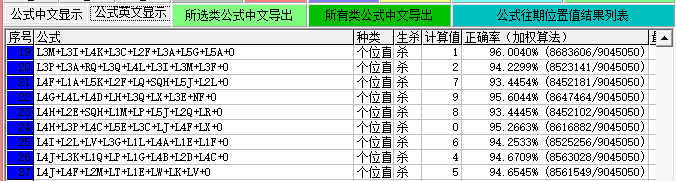 公式中文显示 公式英文显示 所选类公式中文导出 所有类公式中文导出 公式往期位置值结果列表
序号 公式 种类 生杀 计算值 正确率（加权算法）
L3M+L3I+L4K+L3C+L2F+L3A+L5G+L5A+0 个位直 杀 1 96.0040% (8683606/9045050)
L3P+L3A+RQ+L3Q+L4L+L3I+L3M+L3F+0 个位直 杀 2 94.2299% (8523141/9045050)
L4F+L1A+L5K+L2F+LQ+SQH+L5J+L2L+0 个位直 杀 7 93.4454% (8452181/9045050)
L4G+L4L+L4D+LH+L3Q+LX+L3E+NF+0 个位直 杀 9 95.6044% (8647464/9045050)
L4H+L2E+SQH+L1M+LP+L5J+L2Q+LR+0 个位直 杀 8 93.4445% (8452102/9045050)
L4H+L3P+L4C+L5E+L3C+LJ+L4F+LX+0 个位直 杀 0 95.2663% (8616882/9045050)
L4I+L2L+LV+L3G+L1L+L4A+L1E+L1F+0 个位直 杀 6 94.2533% (8525256/9045050)
L4J+L3K+L1Q+LP+L1G+L4B+L2D+L4C+0 个位直 杀 4 94.6709% (8563028/9045050)
L4J+L4F+L2M+LT+L1E+LW+LK+LV+0 个位直 杀 5 94.6545% (8561549/9045050)